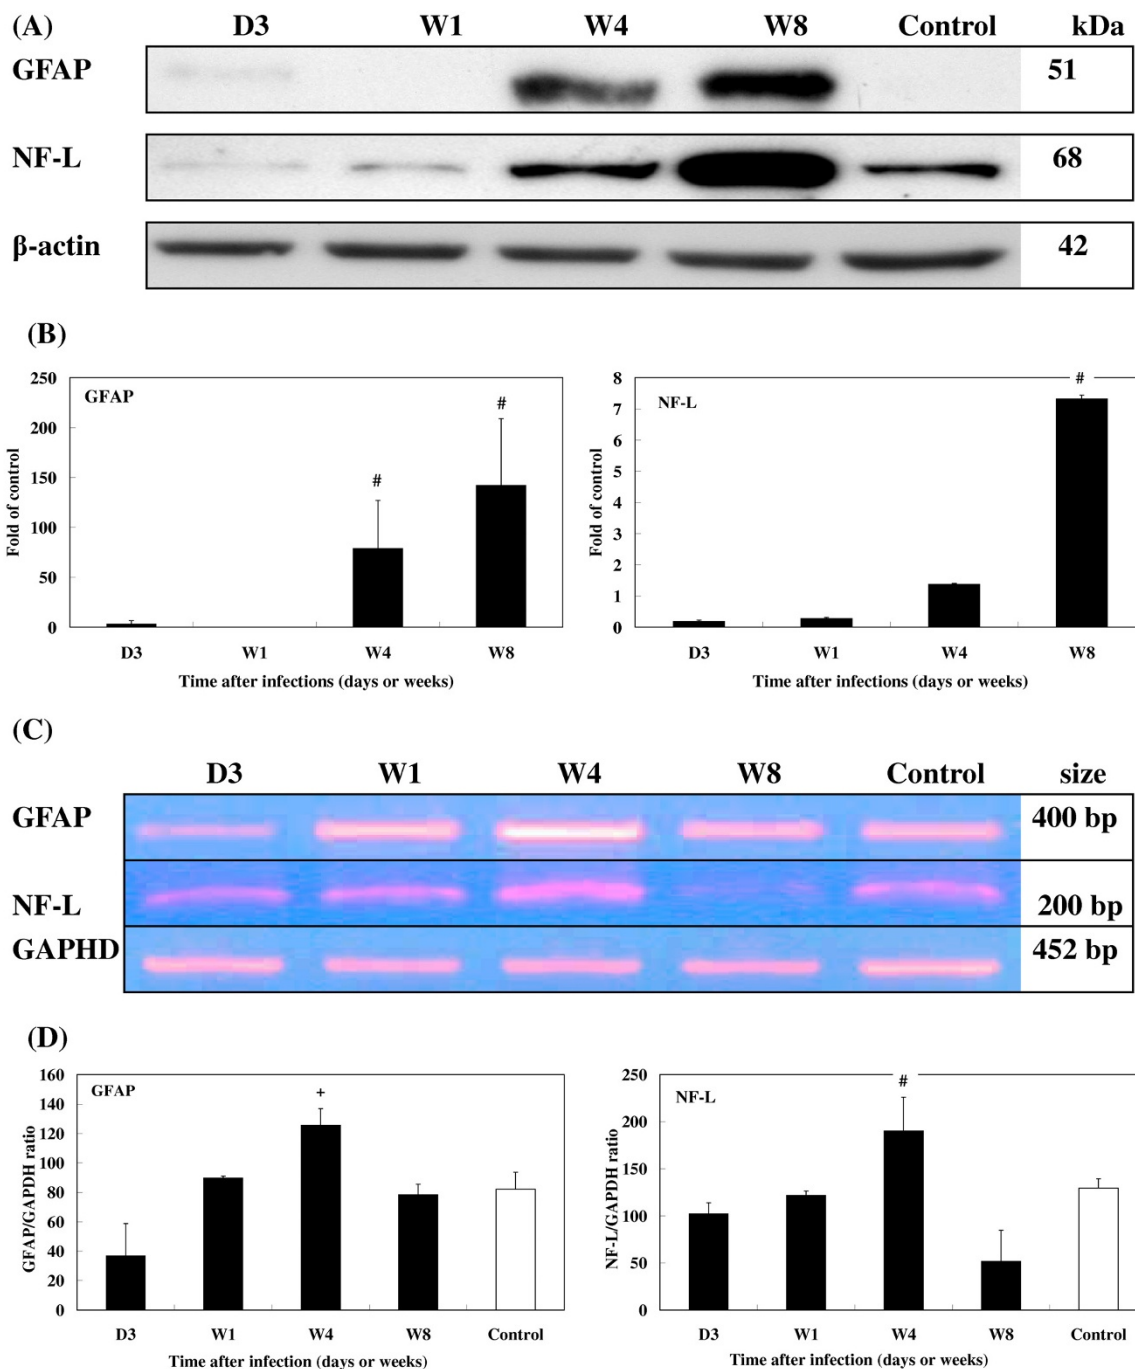 (A) D3 W1 W4 W8 Control kDa
GFAP 51
NF-L 68
β-actin 42
(B)
GFAP
250
200
150
100
50
0
Fold of control
# #
D3 W1 W4 W8
Time after infections (days or weeks)
NF-L
8
7
6
5
4
3
2
1
0
Fold of control
#
D3 W1 W4 W8
Time after infections (days or weeks)
(C)
D3 W1 W4 W8 Control size
GFAP 400 bp
NF-L 200 bp
GAPHD 452 bp
(D)
GFAP
160
140
120
100
80
60
40
20
0
GFAP/GAPDH ratio
+
D3 W1 W4 W8 Control
Time after infection (days or weeks)
NF-L
250
200
150
100
50
0
NF-L/GAPDH ratio
#
D3 W1 W4 W8 Control
Time after infection (days or weeks)